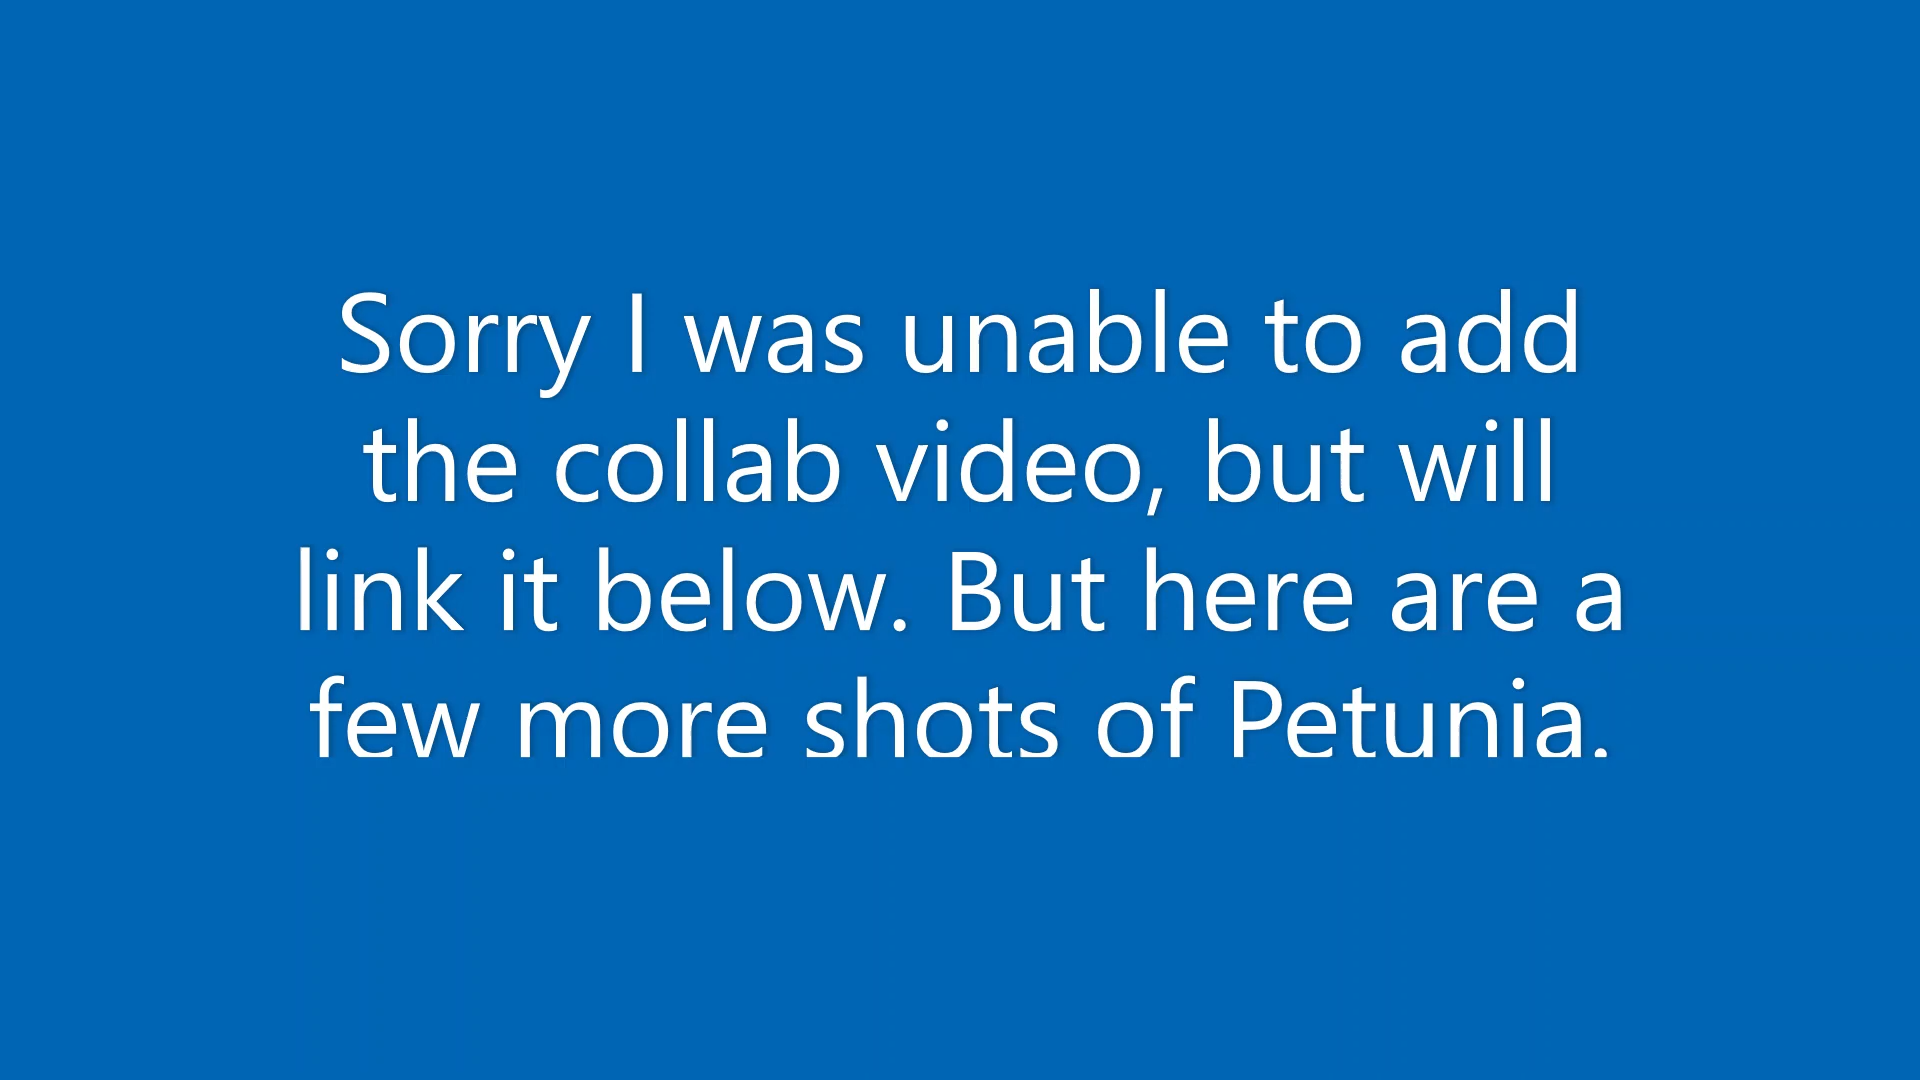 Sorry I was unable to add
the collab video, but will
link it below. But here are a
few more shots of Petunia.